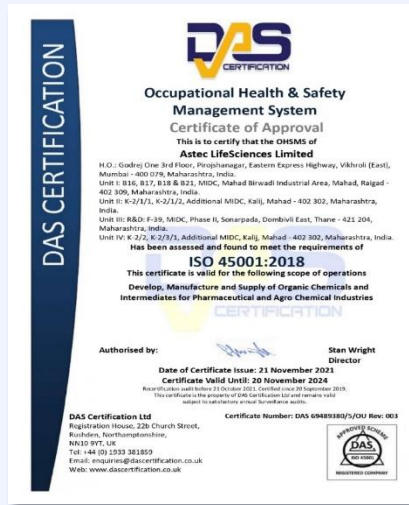 DAS CERTIFICATION
DAS
CERTIFICATION
Occupational Health & Safety
Management System
Certificate of Approval
This is to certify that the OHSMS of
Astec LifeSciences Limited
H.O.: Godrej One 3rd Floor, Pirojshanagar, Eastern Express Highway, Vikhroli (East),
Mumbai - 400 079, Maharashtra, India.
Unit I: B16, B17, B18 & B21, MIDC, Mahad Birwadi Industrial Area, Mahad, Raigad -
402 309, Maharashtra, India.
Unit II: K-2/1/1, K-2/1/2, Additional MIDC, Kalij, Mahad - 402 302, Maharashtra,
India.
Unit III: R&D: F-39, MIDC, Phase II, Sonarpada, Dombivli East, Thane - 421 204,
Maharashtra, India.
Unit IV: K-2/2, K-2/3/1, Additional MIDC, Kalij, Mahad - 402 302, Maharashtra, India.
Has been assessed and found to meet the requirements of
ISO 45001:2018
This certificate is valid for the following scope of operations
Develop, Manufacture and Supply of Organic Chemicals and
Intermediates for Pharmaceutical and Agro Chemical Industries
CERTIFICATION
Authorised by:
Stan Wright
Director
Date of Certificate Issue: 21 November 2021
Certificate Valid Until: 20 November 2024
Recertification audit before 21 October 2021. Certified since 20 September 2019.
This certificate is the property of DAS Certification Ltd and remains valid
subject to satisfactory annual Surveillance audits.
DAS Certification Ltd
Registration House, 22b Church Street,
Rushden, Northamptonshire,
NN10 9YT, UK
Tel: +44 (0) 1933 381859
Email: enquiries@dascertification.co.uk
Web: www.dascertification.co.uk
Certificate Number: DAS 69489380/5/OU Rev: 003
APPROVED SCHEME
DAS
ISO 45001
REGISTERED COMPANY